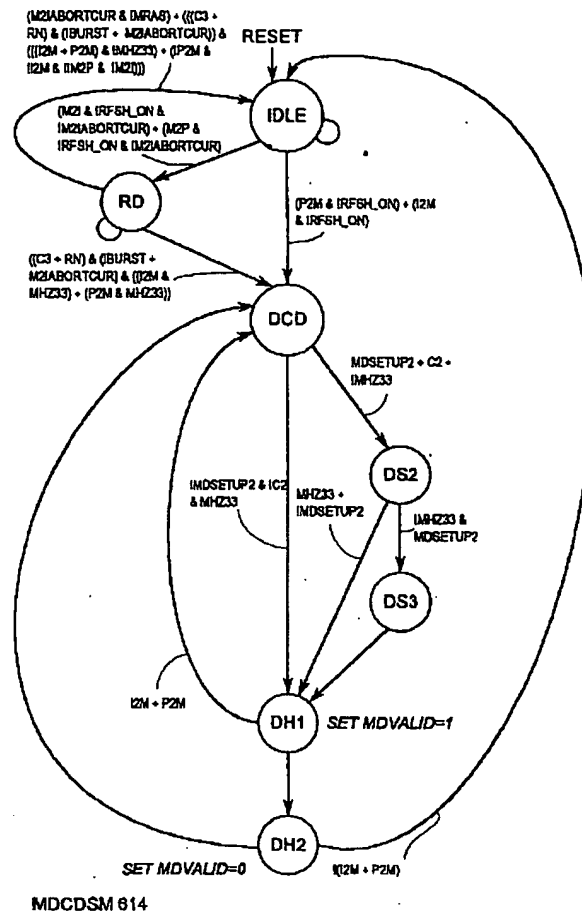 (M2IABORTCUR & !MRAS) + (((C3 +
RN) & (!BURST + M2IABORTCUR)) &
(((I2M + P2M) & !MHZ33) + (!P2M &
!I2M & !M2P & !M2I)))
RESET
IDLE
(M2I & !RFSH_ON &
!M2IABORTCUR) + (M2P &
!RFSH_ON & !M2IABORTCUR)
RD
(P2M & !RFSH_ON) + (I2M
& !RFSH_ON)
((C3 + RN) & (!BURST +
M2IABORTCUR) & ((I2M &
MHZ33) + (P2M & MHZ33))
DCD
MDSETUP2 + C2 +
!MHZ33
DS2
!MDSETUP2 & !C2
& MHZ33
MHZ33 +
!MDSETUP2
!MHZ33 &
MDSETUP2
DS3
I2M + P2M
DH1
SET MDVALID=1
DH2
SET MDVALID=0
!(I2M + P2M)
MDCDSM 614